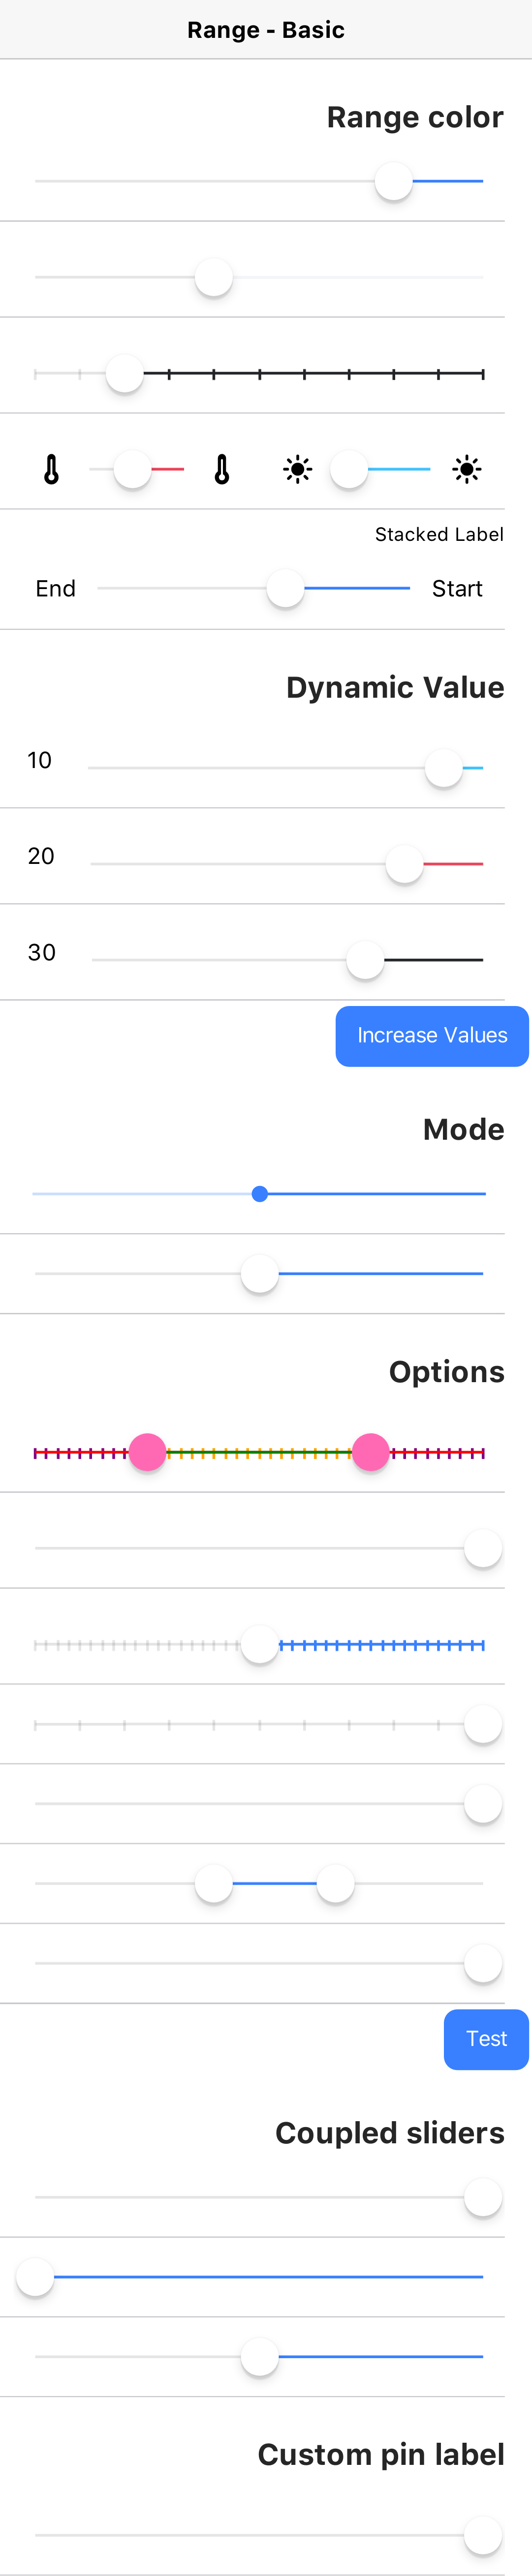 Range - Basic
Range color
Stacked Label
End Start
Dynamic Value
10
20
30
Increase Values
Mode
Options
Test
Coupled sliders
Custom pin label